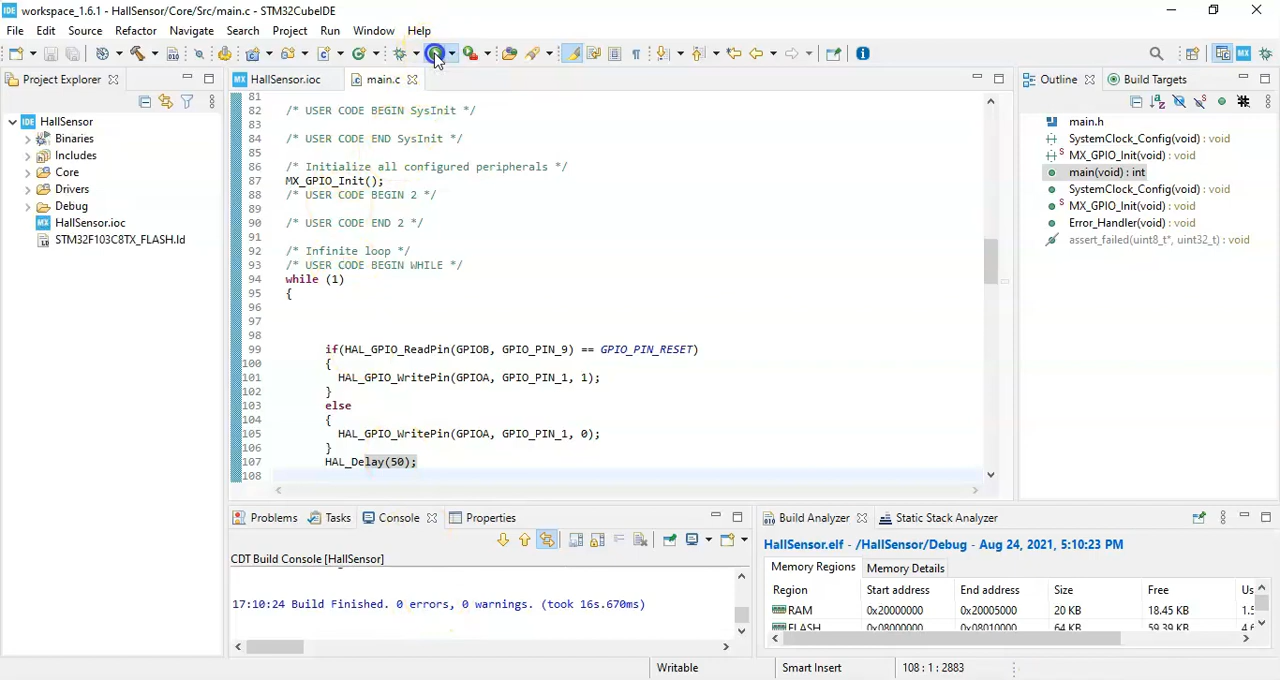 workspace_1.6.1 - HallSensor/Core/Src/main.c - STM32CubeIDE
File Edit Source Refactor Navigate Search Project Run Window Help
Project Explorer
HallSensor
Binaries
Includes
Core
Drivers
Debug
HallSensor.ioc
STM32F103C8TX_FLASH.ld
HallSensor.ioc main.c
81
82 /* USER CODE BEGIN SysInit */
83
84 /* USER CODE END SysInit */
85
86 /* Initialize all configured peripherals */
87 MX_GPIO_Init();
88 /* USER CODE BEGIN 2 */
89
90 /* USER CODE END 2 */
91
92 /* Infinite loop */
93 /* USER CODE BEGIN WHILE */
94 while (1)
95 {
96
97
98
99 if(HAL_GPIO_ReadPin(GPIOB, GPIO_PIN_9) == GPIO_PIN_RESET)
100 {
101 HAL_GPIO_WritePin(GPIOA, GPIO_PIN_1, 1);
102 }
103 else
104 {
105 HAL_GPIO_WritePin(GPIOA, GPIO_PIN_1, 0);
106 }
107 HAL_Delay(50);
108
Outline Build Targets
main.h
SystemClock_Config(void) : void
MX_GPIO_Init(void) : void
main(void) : int
SystemClock_Config(void) : void
MX_GPIO_Init(void) : void
Error_Handler(void) : void
assert_failed(uint8_t*, uint32_t) : void
Problems Tasks Console Properties
CDT Build Console [HallSensor]
17:10:24 Build Finished. 0 errors, 0 warnings. (took 16s.670ms)
Build Analyzer Static Stack Analyzer
HallSensor.elf - /HallSensor/Debug - Aug 24, 2021, 5:10:23 PM
Memory Regions Memory Details
Region Start address End address Size Free
RAM 0x20000000 0x20005000 20 KB 18.45 KB
FLASH 0x08000000 0x08010000 64 KB 59.39 KB
Writable Smart Insert 108 : 1 : 2883